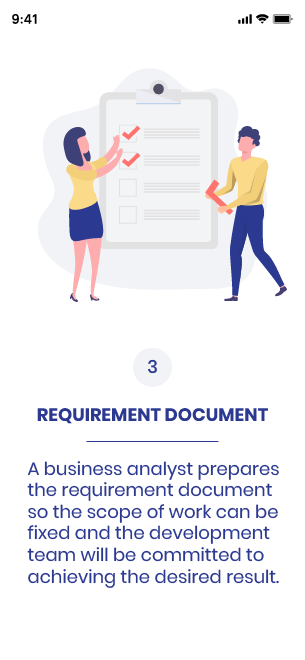 9:41
3
REQUIREMENT DOCUMENT
A business analyst prepares
the requirement document
so the scope of work can be
fixed and the development
team will be committed to
achieving the desired result.